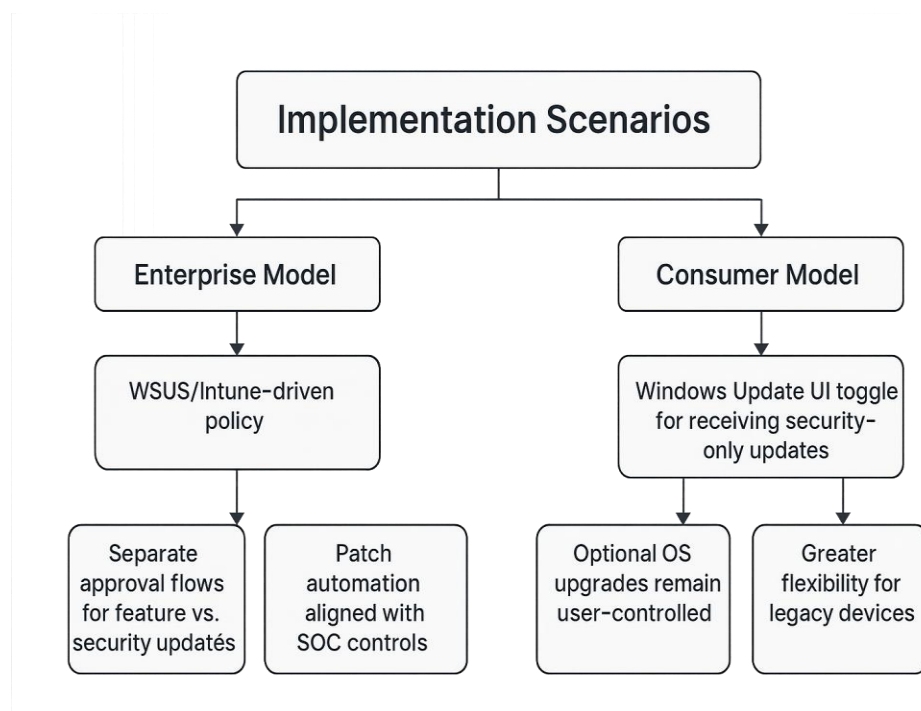 Implementation Scenarios
Enterprise Model
Consumer Model
WSUS/Intune-driven
policy
Windows Update UI toggle
for receiving security-
only updates
Separate
approval flows
for feature vs.
security updatés
Patch
automation
aligned with
SOC controls
Optional OS
upgrades remain
user-controlled
Greater
flexibility for
legacy devices